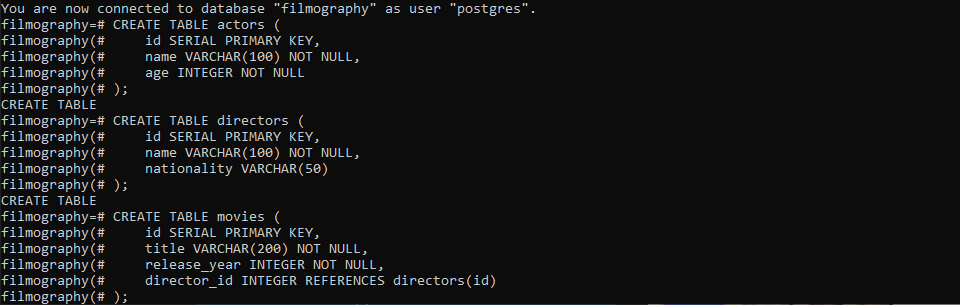 You are now connected to database "filmography" as user "postgres".
filmography=# CREATE TABLE actors (
filmography(#     id SERIAL PRIMARY KEY,
filmography(#     name VARCHAR(100) NOT NULL,
filmography(#     age INTEGER NOT NULL
filmography(# );
CREATE TABLE
filmography=# CREATE TABLE directors (
filmography(#     id SERIAL PRIMARY KEY,
filmography(#     name VARCHAR(100) NOT NULL,
filmography(#     nationality VARCHAR(50)
filmography(# );
CREATE TABLE
filmography=# CREATE TABLE movies (
filmography(#     id SERIAL PRIMARY KEY,
filmography(#     title VARCHAR(200) NOT NULL,
filmography(#     release_year INTEGER NOT NULL,
filmography(#     director_id INTEGER REFERENCES directors(id)
filmography(# );